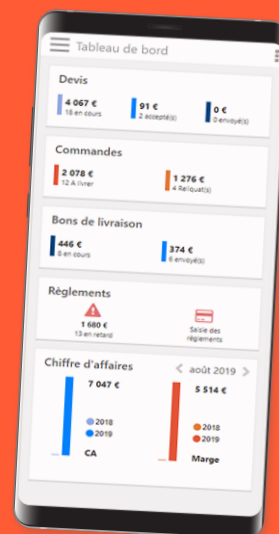 Tableau de bord
Devis
4 067 € 91 € 0 €
18 en cours 2 accepté(s) 0 envoyé(s)
Commandes
2 078 € 1 276 €
12 A livrer 4 Reliquat(s)
Bons de livraison
446 € 374 €
8 en cours 6 envoyé(s)
Règlements
1 680 € Saisie des
13 en retard règlements
Chiffre d'affaires août 2019
7 047 € 5 514 €
2018 2018
2019 2019
CA Marge